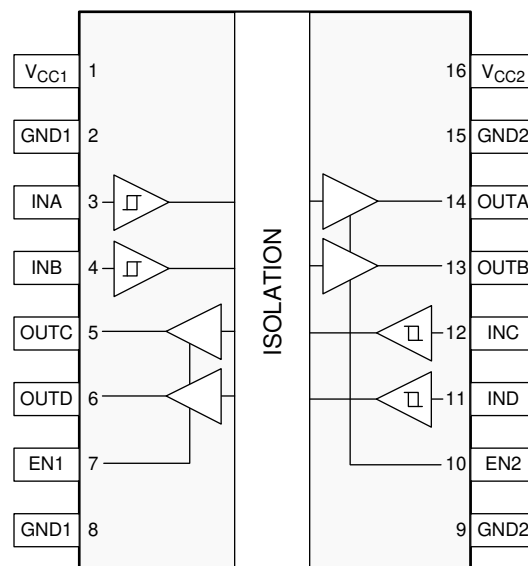 VCC1 1 16 VCC2
GND1 2 15 GND2
INA 3 14 OUTA
INB 4 13 OUTB
ISOLATION
OUTC 5 12 INC
OUTD 6 11 IND
EN1 7 10 EN2
GND1 8 9 GND2